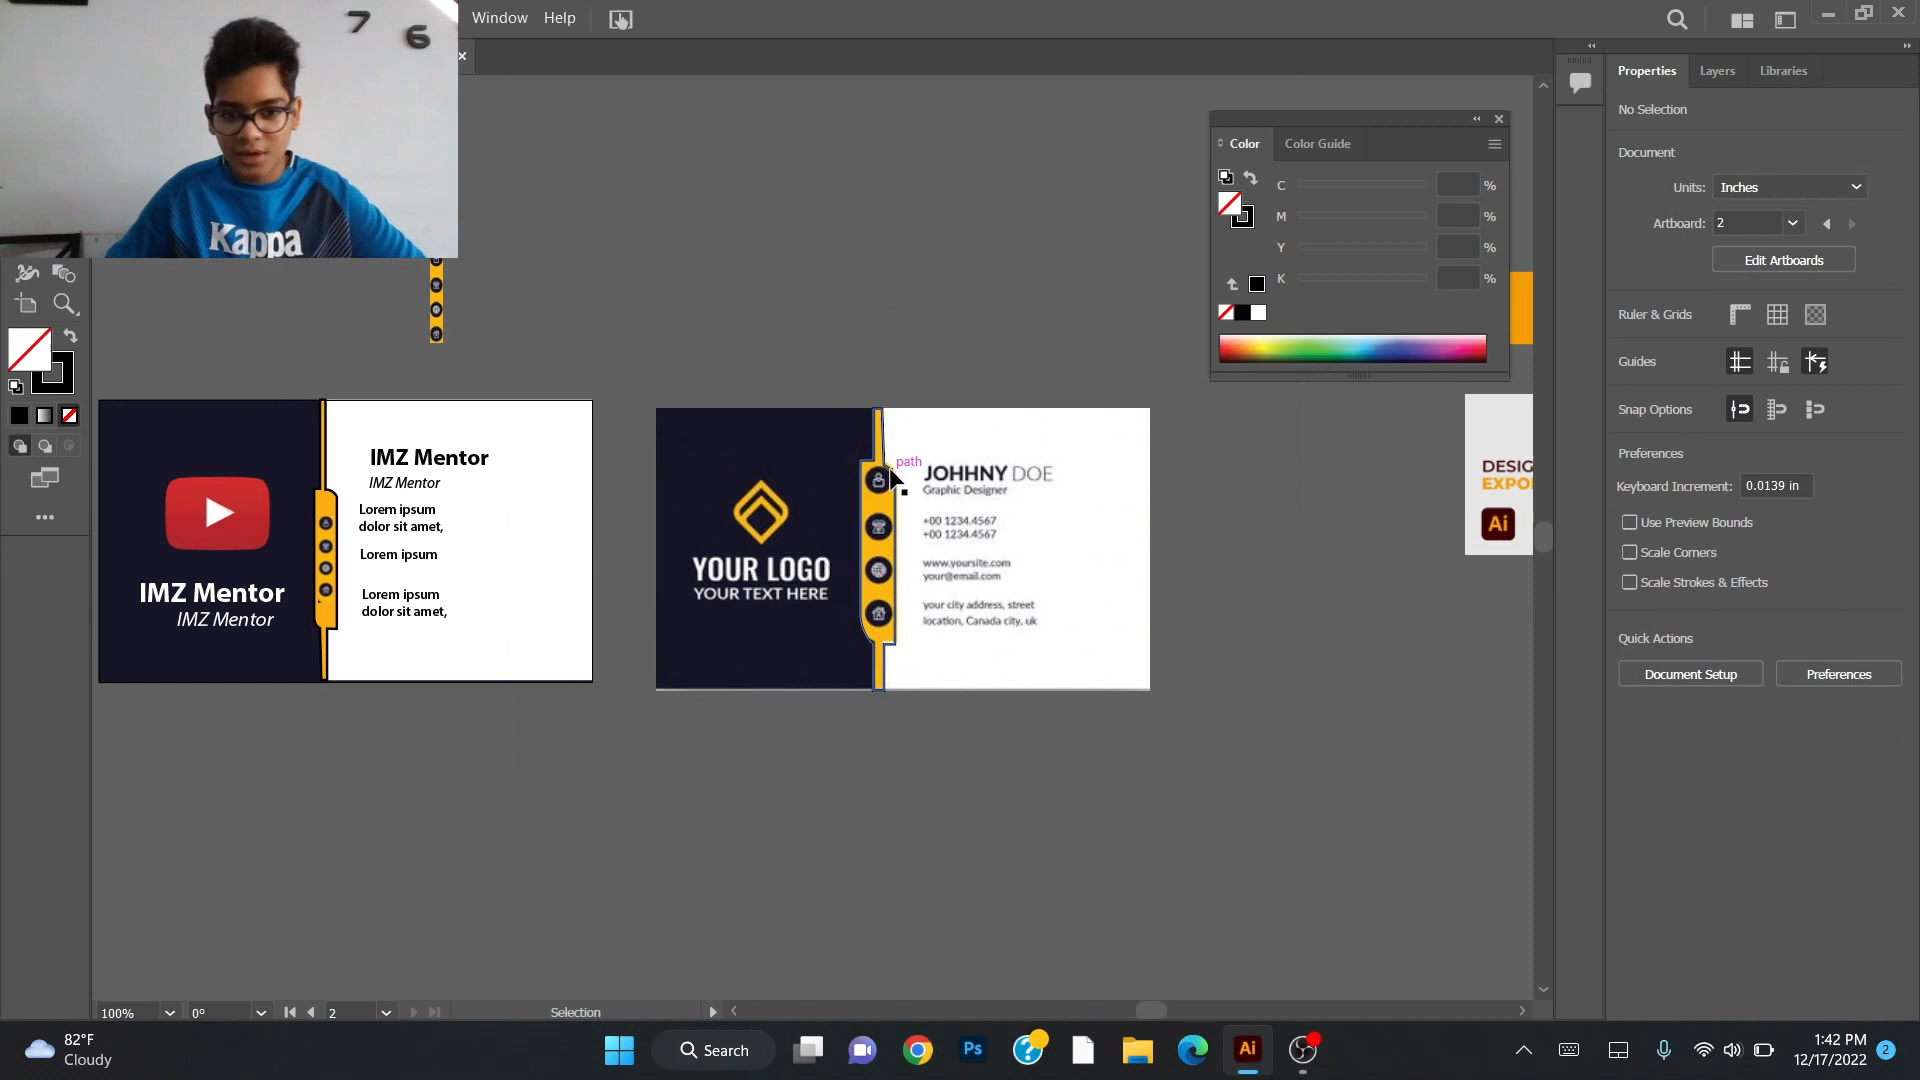 7 6
Kappa
Window Help
Color Color Guide
C %
M %
Y %
K %
Properties Layers Libraries
No Selection
Document
Units: Inches
Artboard: 2
Edit Artboards
Ruler & Grids
Guides
Snap Options
Preferences
Keyboard Increment: 0.0139 in
Use Preview Bounds
Scale Corners
Scale Strokes & Effects
Quick Actions
Document Setup Preferences
IMZ Mentor
IMZ Mentor
IMZ Mentor
IMZ Mentor
Lorem ipsum
dolor sit amet,
Lorem ipsum
Lorem ipsum
dolor sit amet,
YOUR LOGO
YOUR TEXT HERE
path
JOHHNY DOE
Graphic Designer
+00 1234.4567
+00 1234.4567
www.yoursite.com
your@email.com
your city address, street
location, Canada city, uk
DESIG
EXPO
Ai
100% 0° 2 Selection
82°F
Cloudy
Search
Ps
Ai
1:42 PM
12/17/2022
2